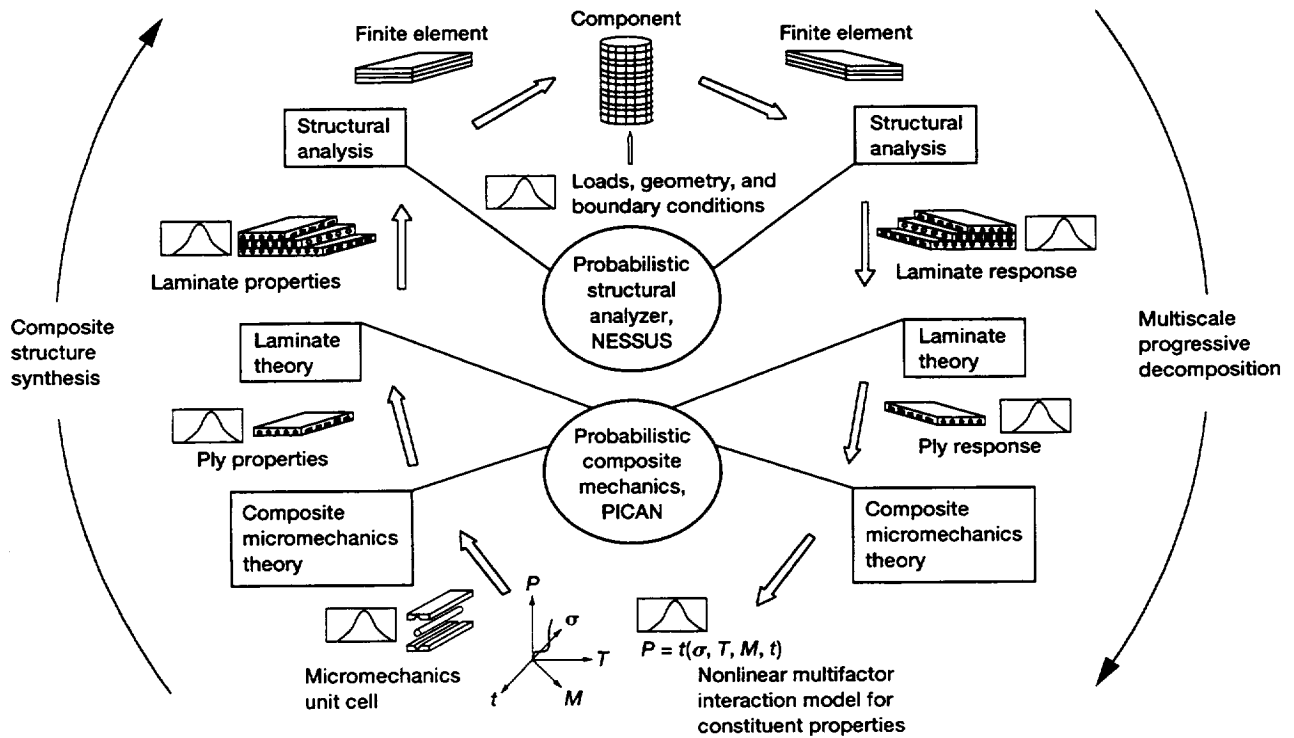 Component
Finite element
Finite element
Structural
analysis
Structural
analysis
Loads, geometry, and
boundary conditions
Laminate properties
Laminate response
Probabilistic
structural
analyzer,
NESSUS
Composite
structure
synthesis
Multiscale
progressive
decomposition
Laminate
theory
Laminate
theory
Ply properties
Ply response
Probabilistic
composite
mechanics,
PICAN
Composite
micromechanics
theory
Composite
micromechanics
theory
P
σ
T
M
t
Micromechanics
unit cell
P = t(σ, T, M, t)
Nonlinear multifactor
interaction model for
constituent properties